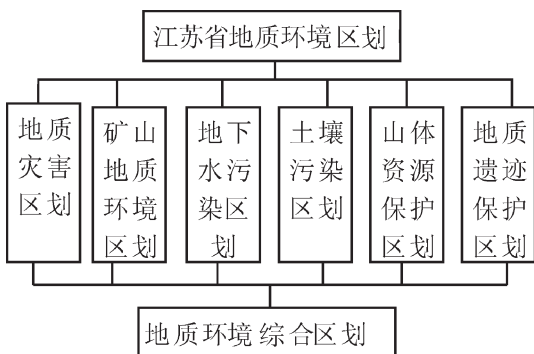 江苏省地质环境区划
地质
灾害
区划
矿山
地质
环境
区划
地下
水污
染区
划
土壤
污染
区划
山体
资源
保护
区划
地质
遗迹
保护
区划
地质环境综合区划